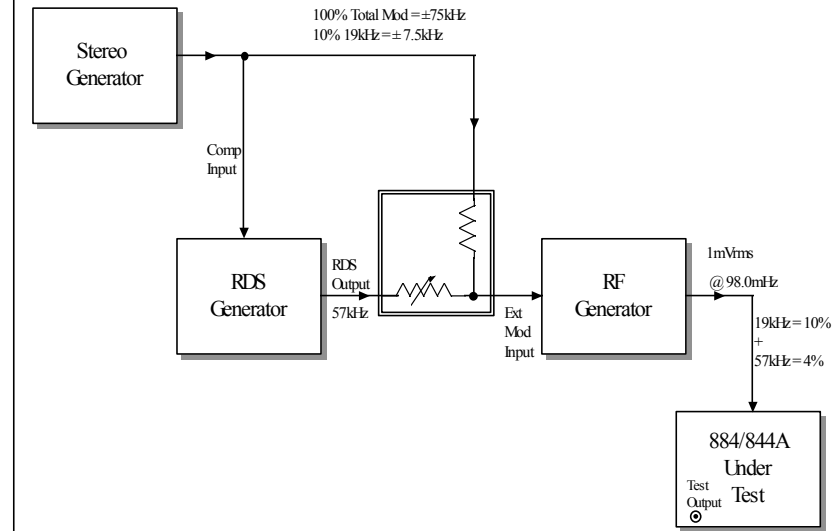 100% Total Mod = ±75kHz
10% 19kHz = ± 7.5kHz
Stereo
Generator
Comp
Input
RDS
Generator
RDS
Output
57kHz
Ext
Mod
Input
RF
Generator
1mVrms
@ 98.0mHz
19kHz = 10%
+
57kHz = 4%
884/844A
Under
Test
Test
Output